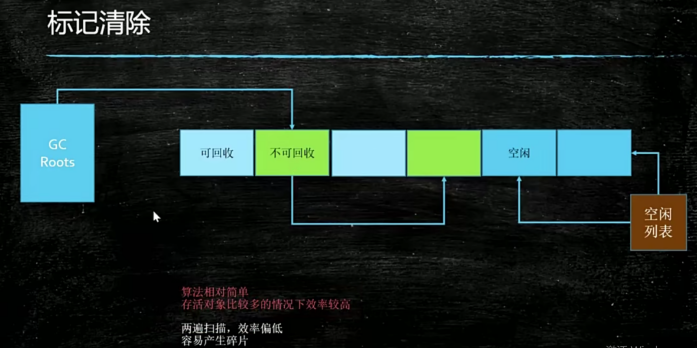 标记清除
GC
Roots
可回收
不可回收
空闲
空闲
列表
算法相对简单
存活对象比较多的情况下效率较高
两遍扫描，效率偏低
容易产生碎片